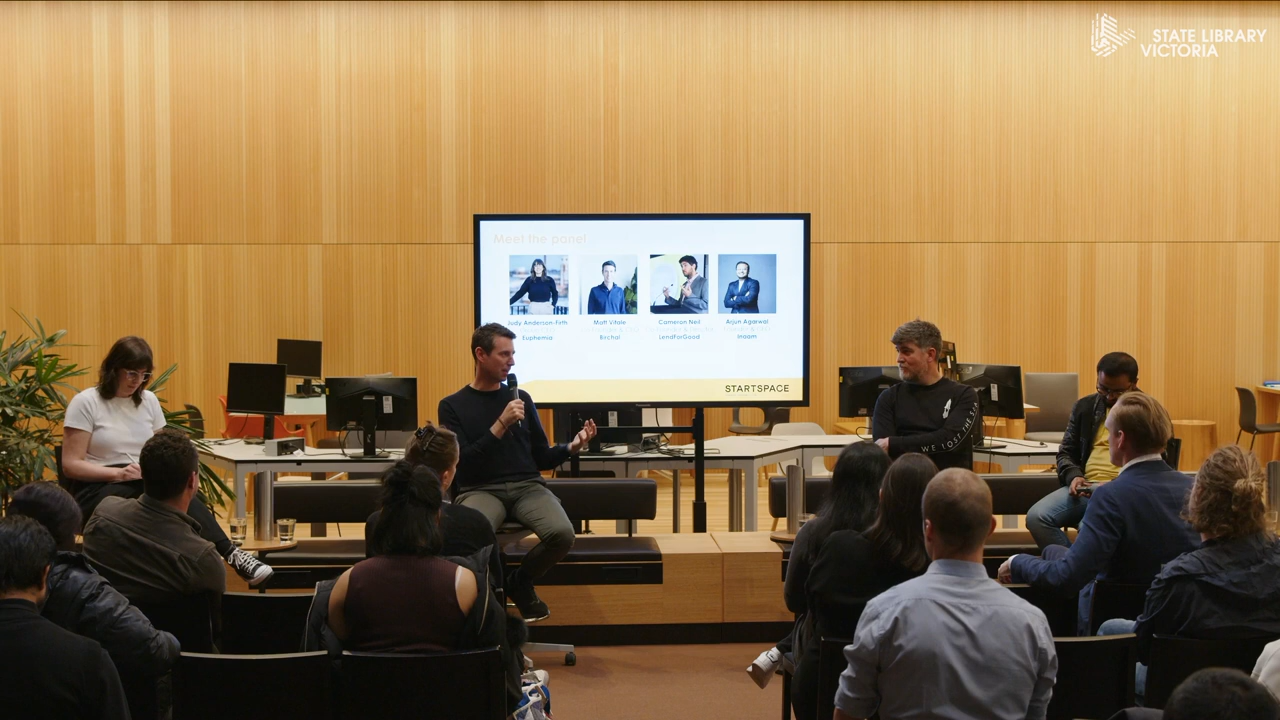 STATE LIBRARY
VICTORIA
Meet the panel
Judy Anderson-Firth
Matt Vitale
Cameron Neil
Arjun Agarwal
Euphemia
Birchal
LendForGood
STARTSPACE
WE LOST THE